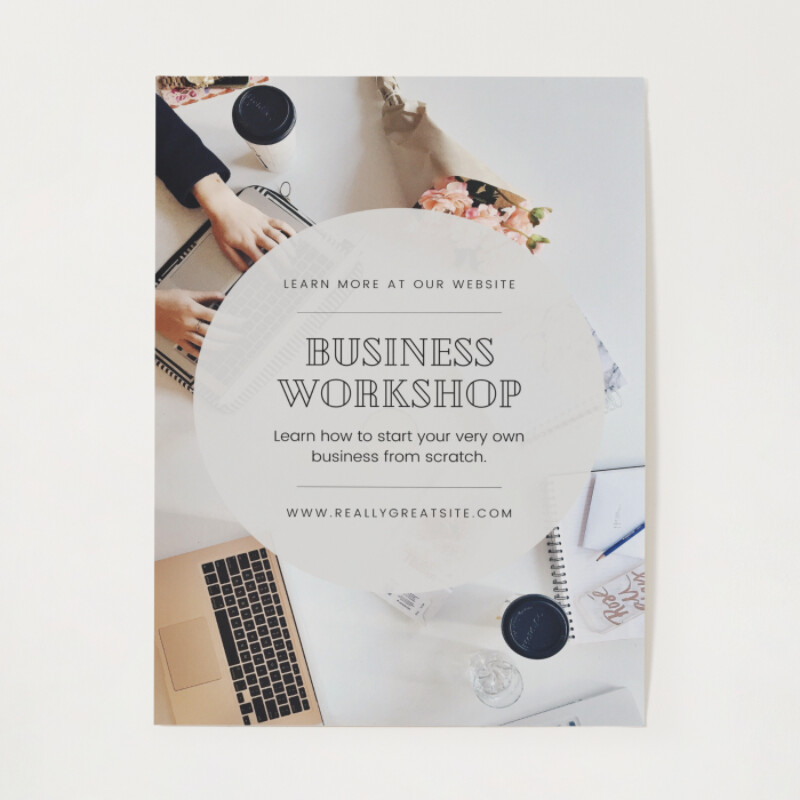 LEARN MORE AT OUR WEBSITE
BUSINESS
WORKSHOP
Learn how to start your very own
business from scratch.
WWW.REALLYGREATSITE.COM
Rosé